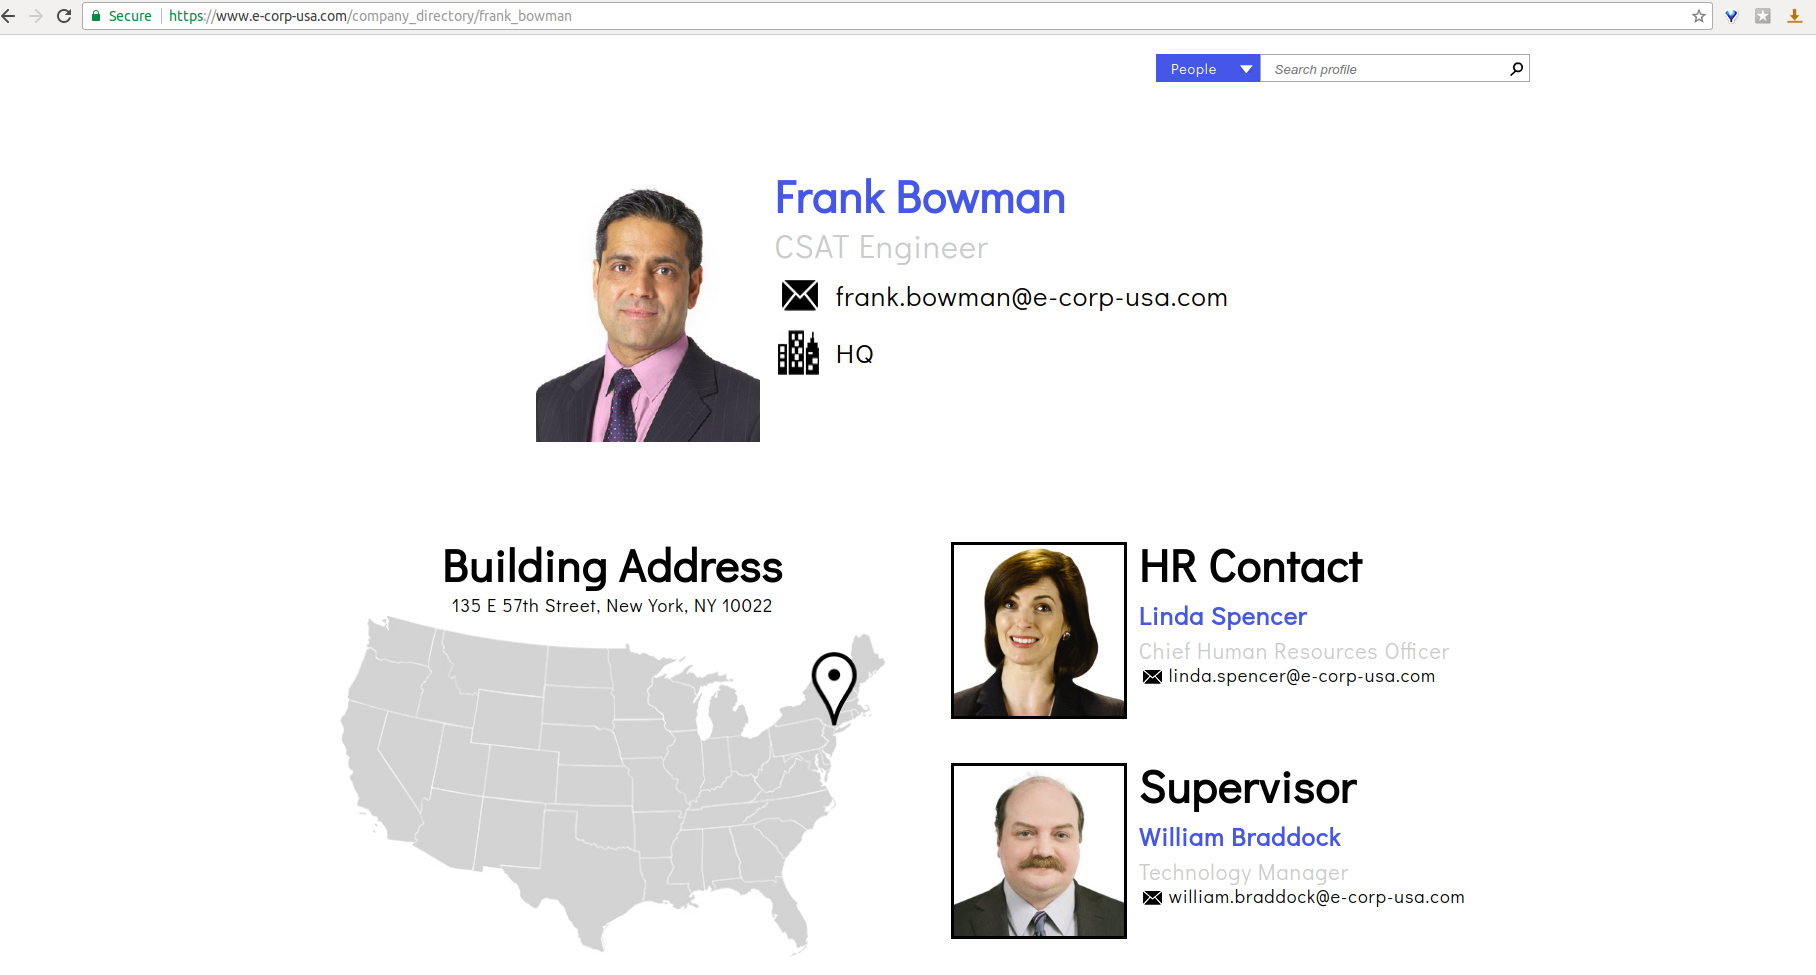 Secure https://www.e-corp-usa.com/company_directory/frank_bowman
People Search profile
Frank Bowman
CSAT Engineer
frank.bowman@e-corp-usa.com
HQ
Building Address
135 E 57th Street, New York, NY 10022
HR Contact
Linda Spencer
Chief Human Resources Officer
linda.spencer@e-corp-usa.com
Supervisor
William Braddock
Technology Manager
william.braddock@e-corp-usa.com